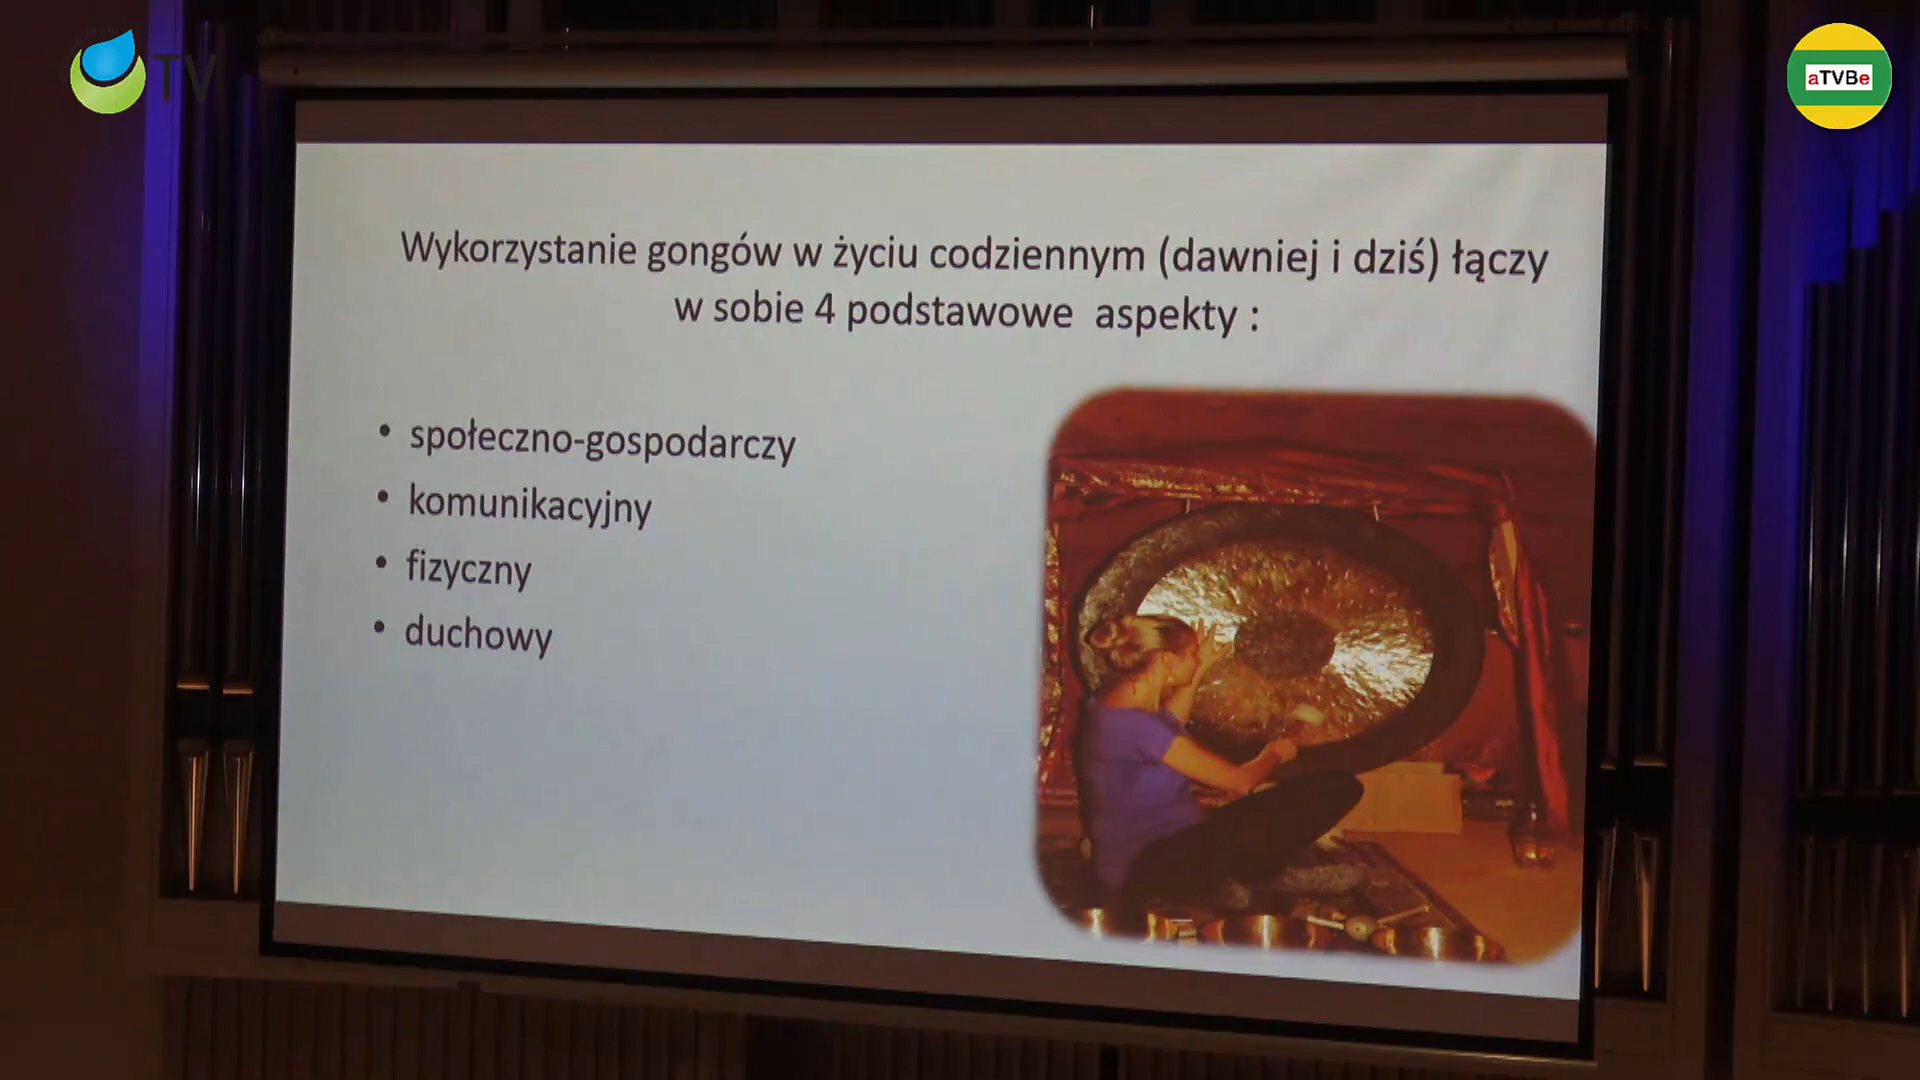 TV
aTVBe
Wykorzystanie gongów w życiu codziennym (dawniej i dziś) łączy
w sobie 4 podstawowe aspekty :
• społeczno-gospodarczy
• komunikacyjny
• fizyczny
• duchowy